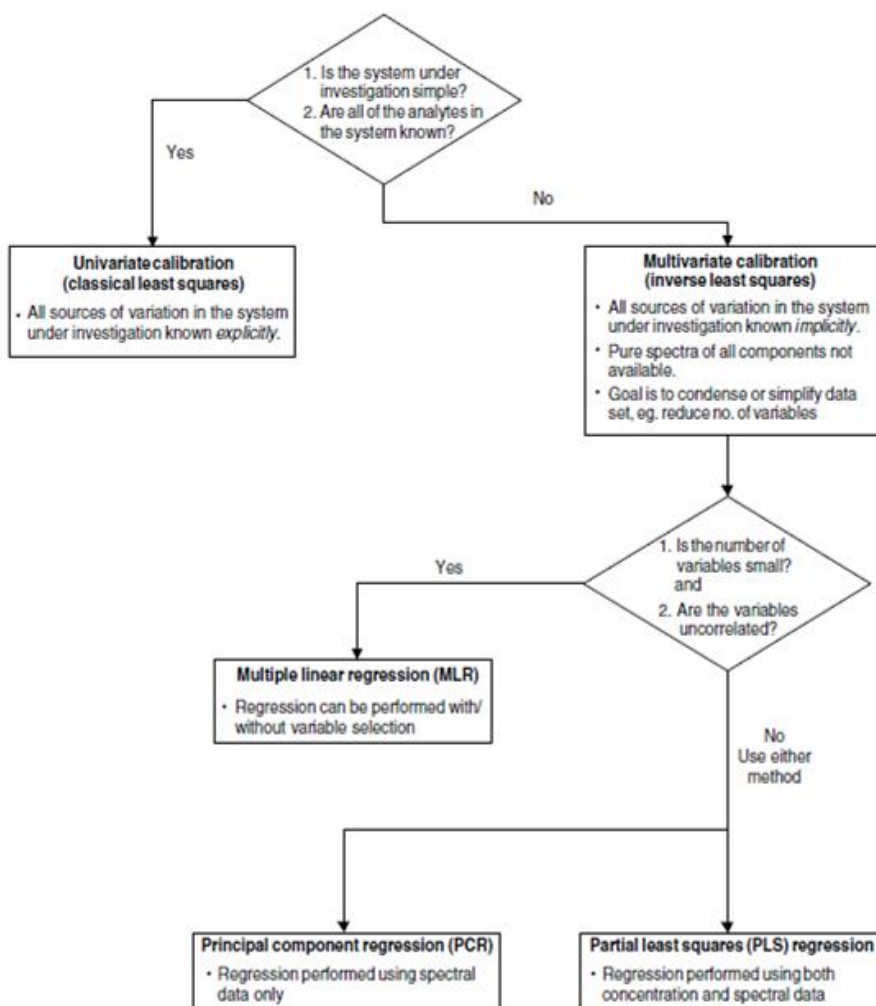 1. Is the system under
investigation simple?
2. Are all of the analytes in
the system known?
Yes
No
Univariate calibration
(classical least squares)
• All sources of variation in the system
under investigation known explicitly.
Multivariate calibration
(inverse least squares)
• All sources of variation in the system
under investigation known implicitly.
• Pure spectra of all components not
available.
• Goal is to condense or simplify data
set, eg. reduce no. of variables
1. Is the number of
variables small?
and
2. Are the variables
uncorrelated?
Yes
Multiple linear regression (MLR)
• Regression can be performed with/
without variable selection
No
Use either
method
Principal component regression (PCR)
• Regression performed using spectral
data only
Partial least squares (PLS) regression
• Regression performed using both
concentration and spectral data